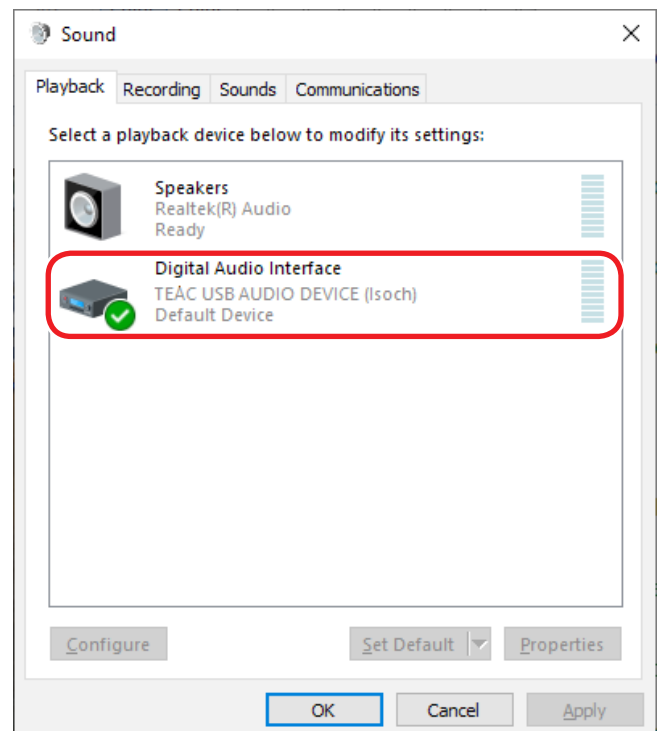 Sound
Playback Recording Sounds Communications
Select a playback device below to modify its settings:
Speakers
Realtek(R) Audio
Ready
Digital Audio Interface
TEÅC USB AUDIO DEVICE (Isoch)
Default Device
Configure Set Default Properties
OK Cancel Apply